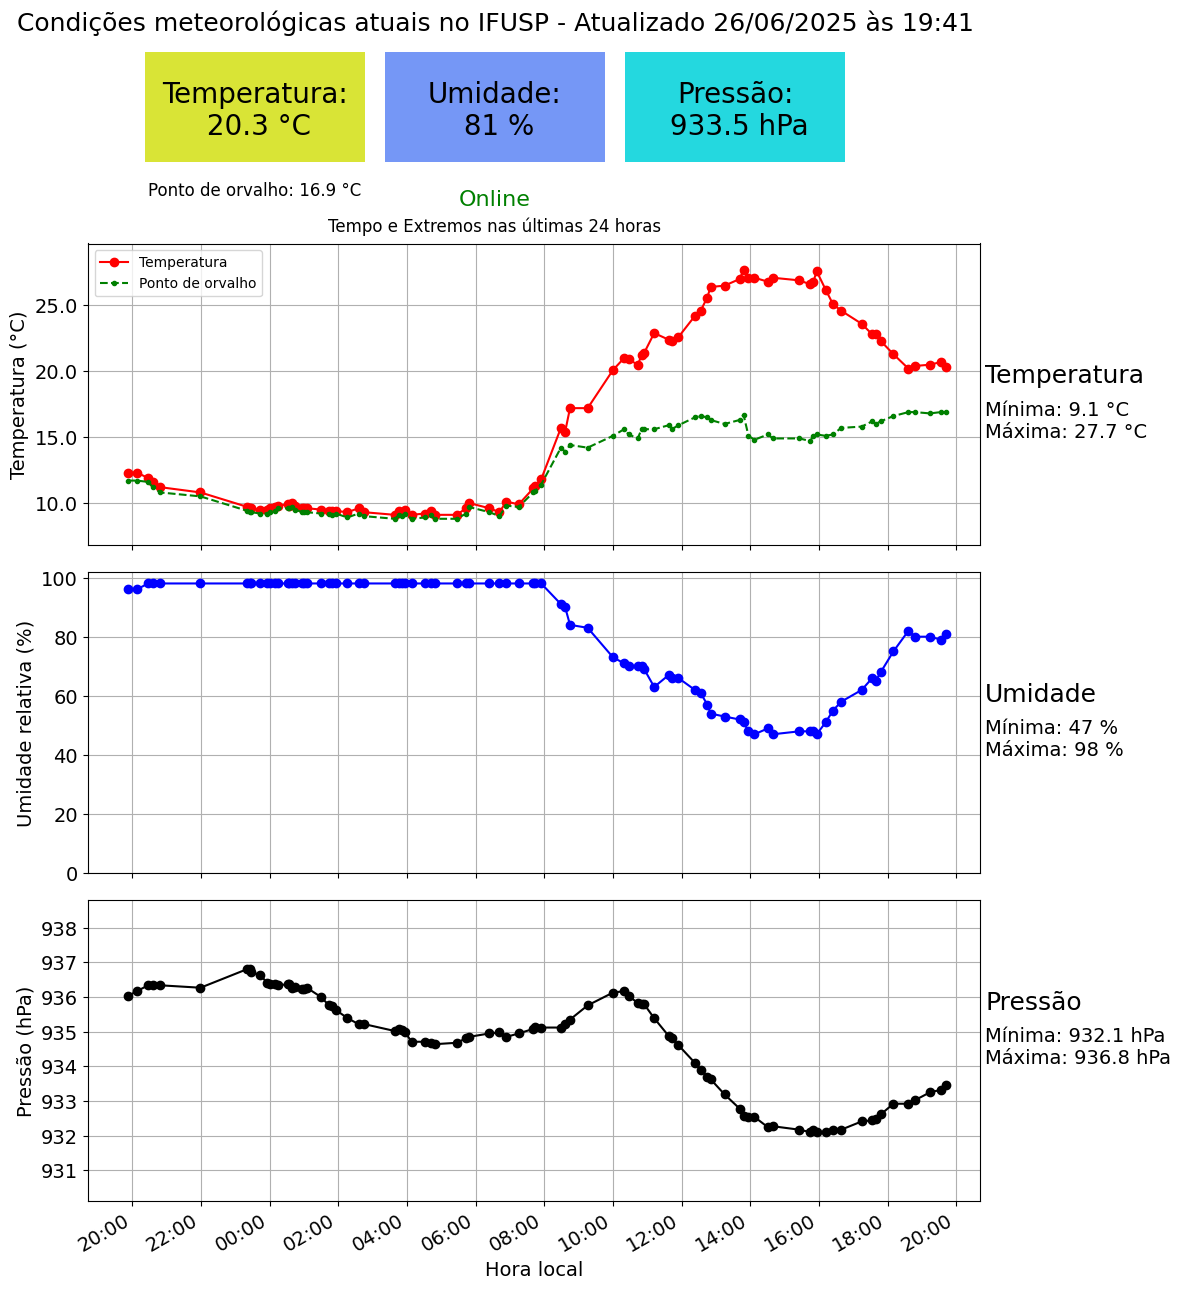 Condições meteorológicas atuais no IFUSP - Atualizado 26/06/2025 às 19:41
Temperatura:
20.3 °C
Umidade:
81 %
Pressão:
933.5 hPa
Ponto de orvalho: 16.9 °C
Online
Tempo e Extremos nas últimas 24 horas
Temperatura
Ponto de orvalho
Temperatura (°C)
25.0
20.0
15.0
10.0
Temperatura
Mínima: 9.1 °C
Máxima: 27.7 °C
Umidade relativa (%)
100
80
60
40
20
0
Umidade
Mínima: 47 %
Máxima: 98 %
Pressão (hPa)
938
937
936
935
934
933
932
931
Pressão
Mínima: 932.1 hPa
Máxima: 936.8 hPa
20:00
22:00
00:00
02:00
04:00
06:00
08:00
10:00
12:00
14:00
16:00
18:00
20:00
Hora local